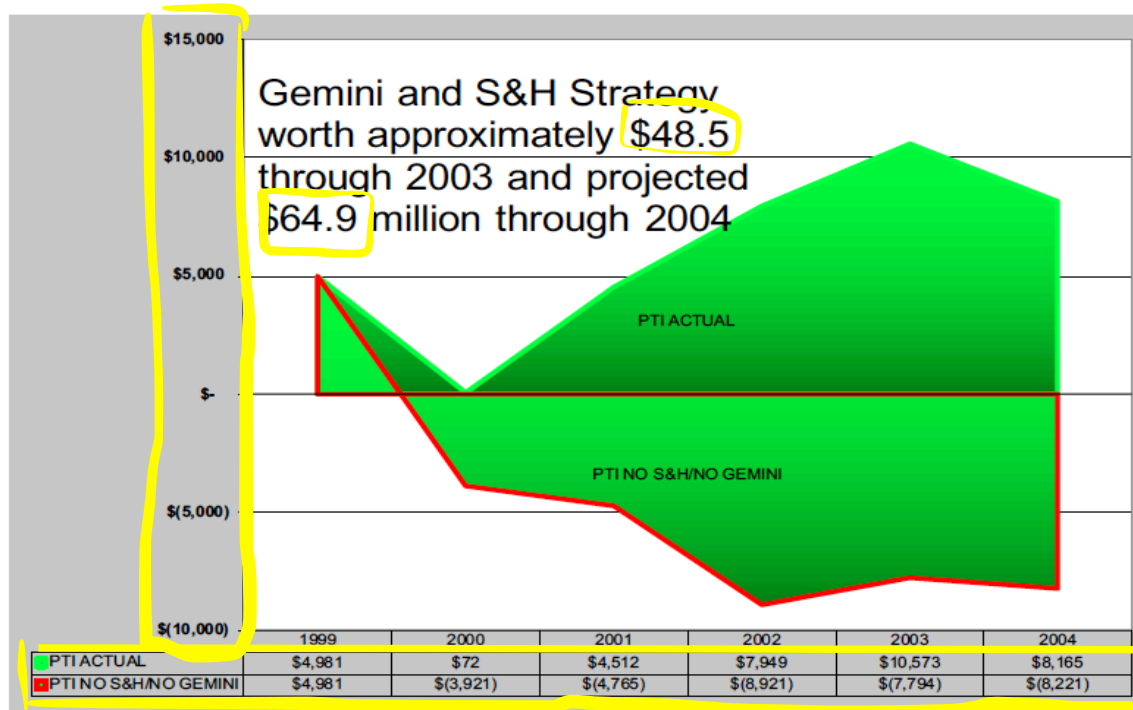 $15,000
Gemini and S&H Strategy
worth approximately $48.5
$10,000
through 2003 and projected
$64.9 million through 2004
$5,000
PTI ACTUAL
$-
PTI NO S&H/NO GEMINI
$(5,000)
$(10,000)
1999 2000 2001 2002 2003 2004
PTI ACTUAL $4,981 $72 $4,512 $7,949 $10,573 $8,165
PTI NO S&H/NO GEMINI $4,981 $(3,921) $(4,765) $(8,921) $(7,794) $(8,221)